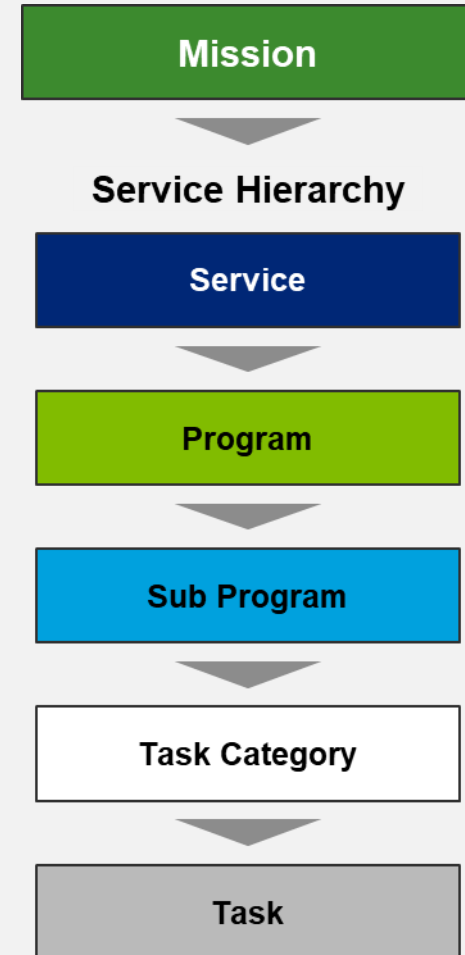 Mission
Service Hierarchy
Service
Program
Sub Program
Task Category
Task